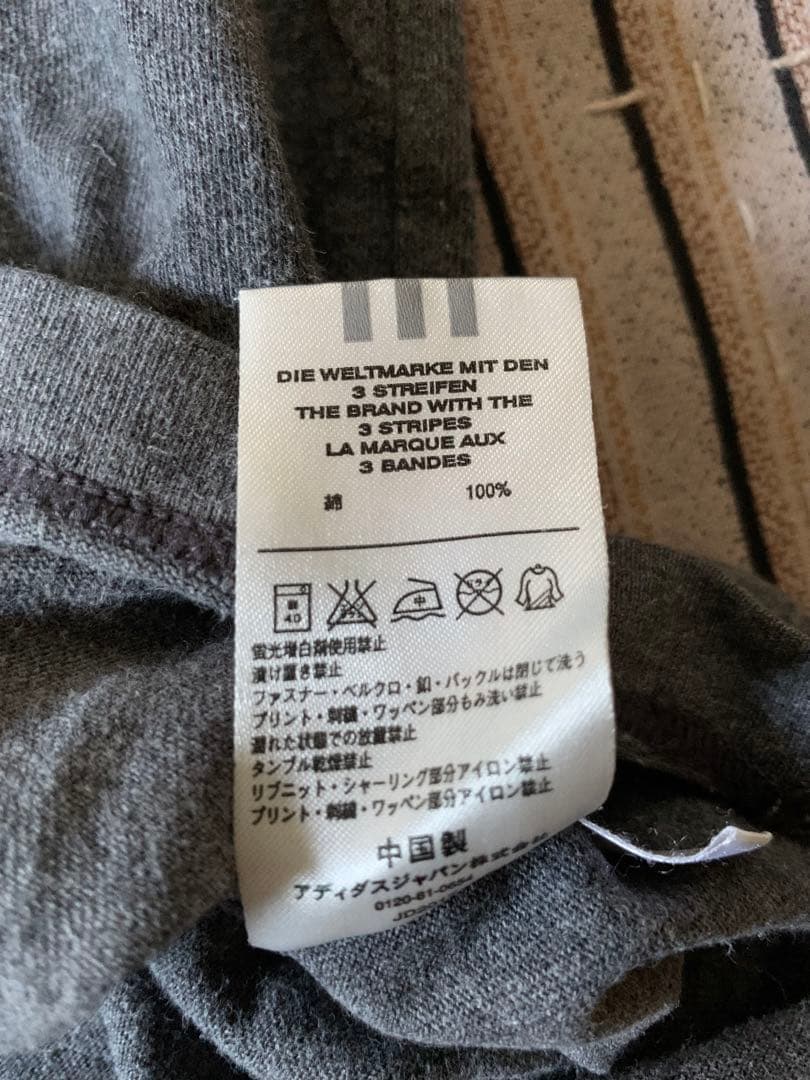 DIE WELTMARKE MIT DEN
3 STREIFEN
THE BRAND WITH THE
3 STRIPES
LA MARQUE AUX
3 BANDES
綿 100%
40 中
蛍光増白剤使用禁止
漬け置き禁止
ファスナー・ベルクロ・釦・バックルは閉じて洗う
プリント・刺繍・ワッペン部分もみ洗い禁止
濡れた状態での放置禁止
タンブル乾燥禁止
リブニット・シャーリング部分アイロン禁止
プリント・刺繍・ワッペン部分アイロン禁止
中国製
アディダスジャパン株式会社